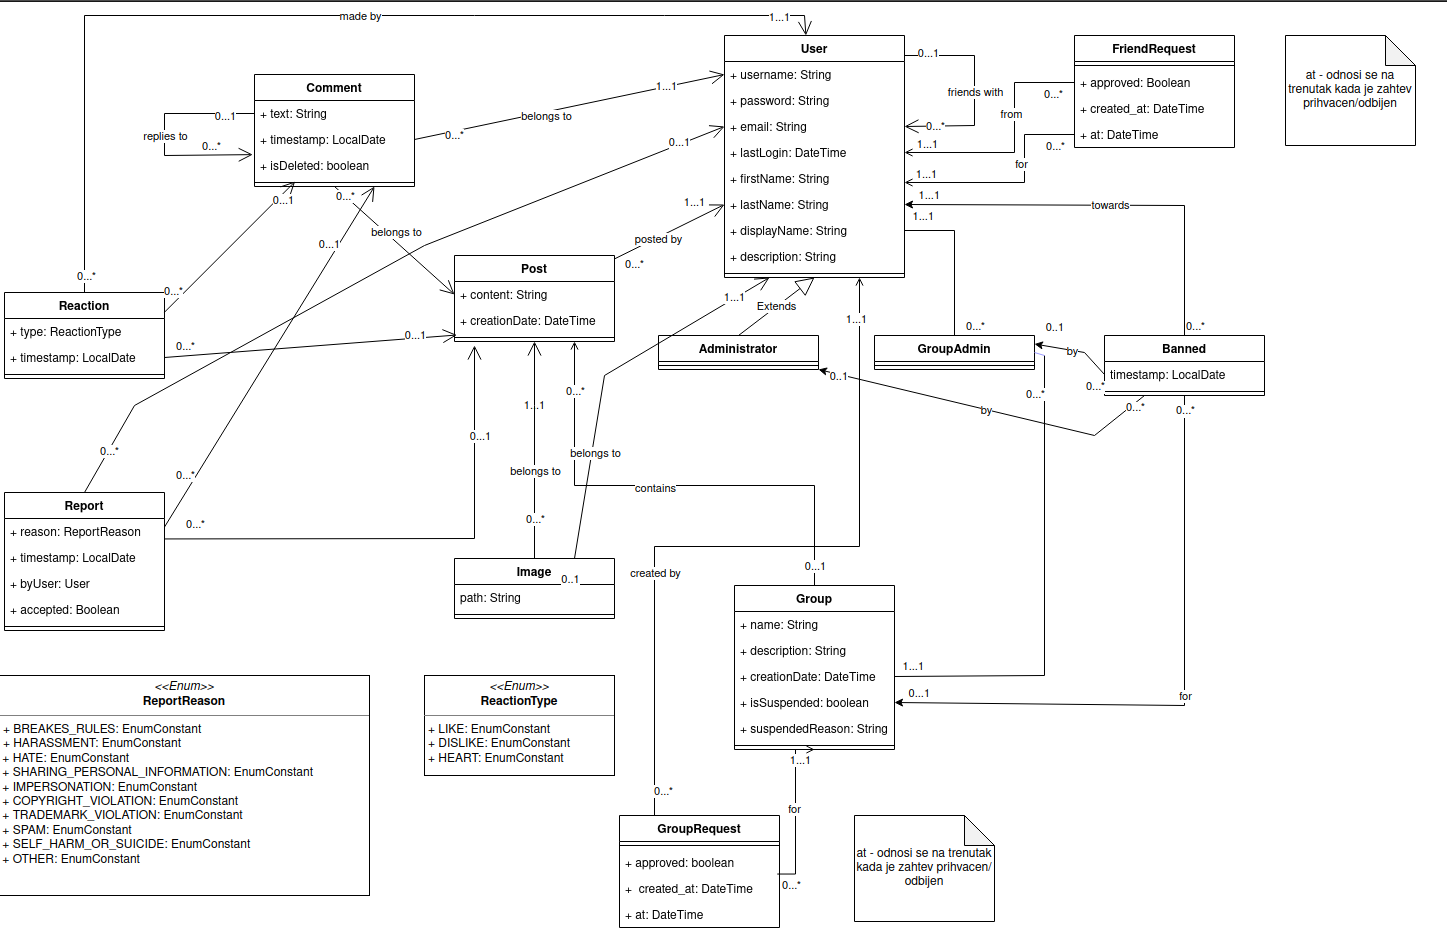 made by
1...1
User
+ username: String
+ password: String
+ email: String
+ lastLogin: DateTime
+ firstName: String
+ lastName: String
+ displayName: String
+ description: String
0...1
friends with
0...*
FriendRequest
+ approved: Boolean
+ created_at: DateTime
+ at: DateTime
0...*
from
1...1
0...*
for
1...1
at - odnosi se na
trenutak kada je zahtev
prihvacen/odbijen
Comment
+ text: String
+ timestamp: LocalDate
+ isDeleted: boolean
0...1
replies to
0...*
0...*
belongs to
1...1
0...1
1...1
posted by
0...*
1...1
towards
1...1
0...*
belongs to
0...1
0...1
0...*
0...*
Reaction
+ type: ReactionType
+ timestamp: LocalDate
0...*
0...1
Post
+ content: String
+ creationDate: DateTime
1...1
Extends
1...1
Administrator
0...*
GroupAdmin
0...1
by
0...*
0...*
Banned
timestamp: LocalDate
0...1
by
0...*
0...*
0...*
0...*
0...*
0...1
1...1
0...*
belongs to
belongs to
0...*
contains
0...*
Report
+ reason: ReportReason
+ timestamp: LocalDate
+ byUser: User
+ accepted: Boolean
Image
0...1
path: String
created by
0...1
Group
+ name: String
+ description: String
+ creationDate: DateTime
+ isSuspended: boolean
+ suspendedReason: String
1...1
0...1
for
<<Enum>>
ReportReason
+ BREAKES_RULES: EnumConstant
+ HARASSMENT: EnumConstant
+ HATE: EnumConstant
+ SHARING_PERSONAL_INFORMATION: EnumConstant
+ IMPERSONATION: EnumConstant
+ COPYRIGHT_VIOLATION: EnumConstant
+ TRADEMARK_VIOLATION: EnumConstant
+ SPAM: EnumConstant
+ SELF_HARM_OR_SUICIDE: EnumConstant
+ OTHER: EnumConstant
<<Enum>>
ReactionType
+ LIKE: EnumConstant
+ DISLIKE: EnumConstant
+ HEART: EnumConstant
1...1
for
0...*
0...*
GroupRequest
+ approved: boolean
+ created_at: DateTime
+ at: DateTime
at - odnosi se na trenutak
kada je zahtev prihvacen/
odbijen